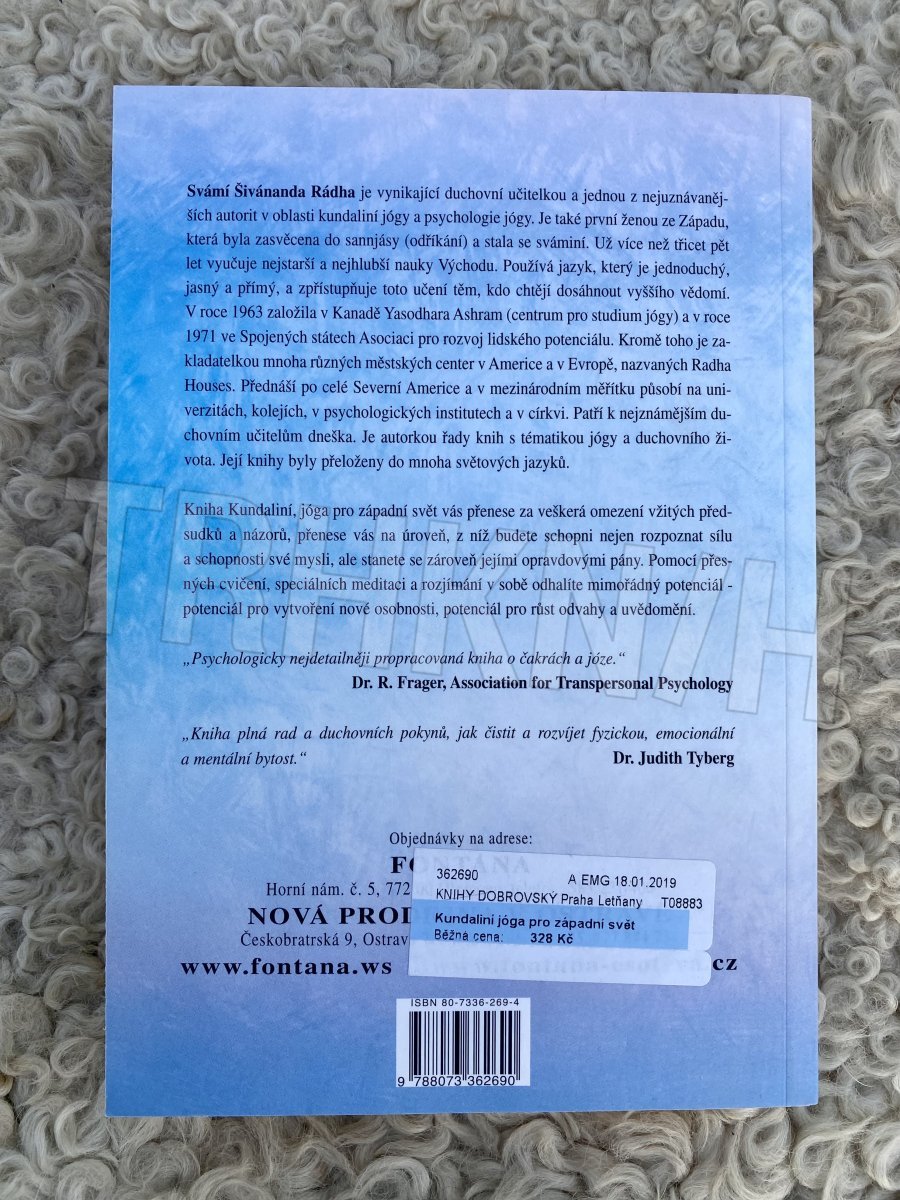 Svámí Šivánanda Rádha je vynikající duchovní učitelkou a jednou z nejuznávaněj-
ších autorit v oblasti kundaliní jógy a psychologie jógy. Je také první ženou ze Západu,
která byla zasvěcena do sannjásy (odříkání) a stala se sváminí. Už více než třicet pět
let vyučuje nejstarší a nejhlubší nauky Východu. Používá jazyk, který je jednoduchý,
jasný a přímý, a zpřístupňuje toto učení těm, kdo chtějí dosáhnout vyššího vědomí.
V roce 1963 založila v Kanadě Yasodhara Ashram (centrum pro studium jógy) a v roce
1971 ve Spojených státech Asociaci pro rozvoj lidského potenciálu. Kromě toho je za-
kladatelkou mnoha různých městských center v Americe a v Evropě, nazvaných Radha
Houses. Přednáší po celé Severní Americe a v mezinárodním měřítku působí na uni-
verzitách, kolejích, v psychologických institutech a v církvi. Patří k nejznámějším du-
chovním učitelům dneška. Je autorkou řady knih s tématikou jógy a duchovního ži-
vota. Její knihy byly přeloženy do mnoha světových jazyků.
Kniha Kundaliní, jóga pro západní svět vás přenese za veškerá omezení vžitých před-
sudků a názorů, přenese vás na úroveň, z níž budete schopni nejen rozpoznat sílu
a schopnosti své mysli, ale stanete se zároveň jejími opravdovými pány. Pomocí přes-
ných cvičení, speciálních meditaci a rozjímání v sobě odhalíte mimořádný potenciál -
potenciál pro vytvoření nové osobnosti, potenciál pro růst odvahy a uvědomění.
TRHKNIH
„Psychologicky nejdetailněji propracovaná kniha o čakrách a józe.“
Dr. R. Frager, Association for Transpersonal Psychology
„Kniha plná rad a duchovních pokynů, jak čistit a rozvíjet fyzickou, emocionální
a mentální bytost.“ Dr. Judith Tyberg
Objednávky na adrese:
FONTÁNA
Horní nám. č. 5, 772
NOVÁ PROD
Českobratrská 9, Ostrav
www.fontana.ws cz
362690 A EMG 18.01.2019
KNIHY DOBROVSKÝ Praha Letňany T08883
Kundaliní jóga pro západní svět
Běžná cena: 328 Kč
ISBN 80-7336-269-4
9 788073 362690